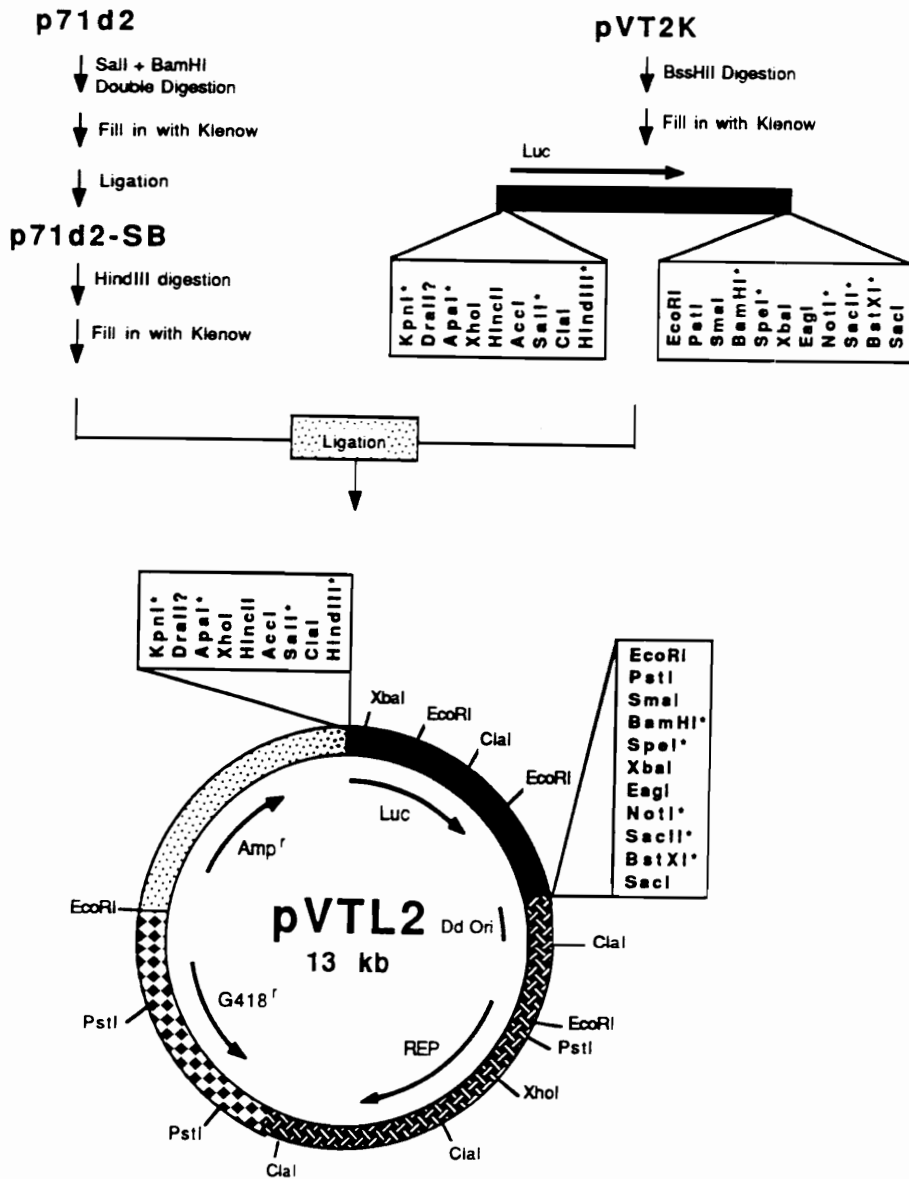 p71d2
SalI + BamHI
Double Digestion
Fill in with Klenow
Ligation
p71d2-SB
HindIII digestion
Fill in with Klenow
pVT2K
BssHII Digestion
Fill in with Klenow
Luc
KpnI*
DraII?
ApaI*
XhoI
HincII
AccI
SalI*
ClaI
HindIII*
EcoRI
PstI
SmaI
BamHI*
SpeI*
XbaI
EagI
NotI*
SacII*
BstXI*
SacI
Ligation
KpnI*
DraII?
ApaI*
XhoI
HincII
AccI
SalI*
ClaI
HindIII*
XbaI
EcoRI
ClaI
EcoRI
EcoRI
PstI
SmaI
BamHI*
SpeI*
XbaI
EagI
NotI*
SacII*
BstXI*
SacI
Luc
Amp r
EcoRI
pVTL2
13 kb
Dd Ori
ClaI
G418 r
REP
EcoRI
PstI
XhoI
ClaI
ClaI
PstI
PstI